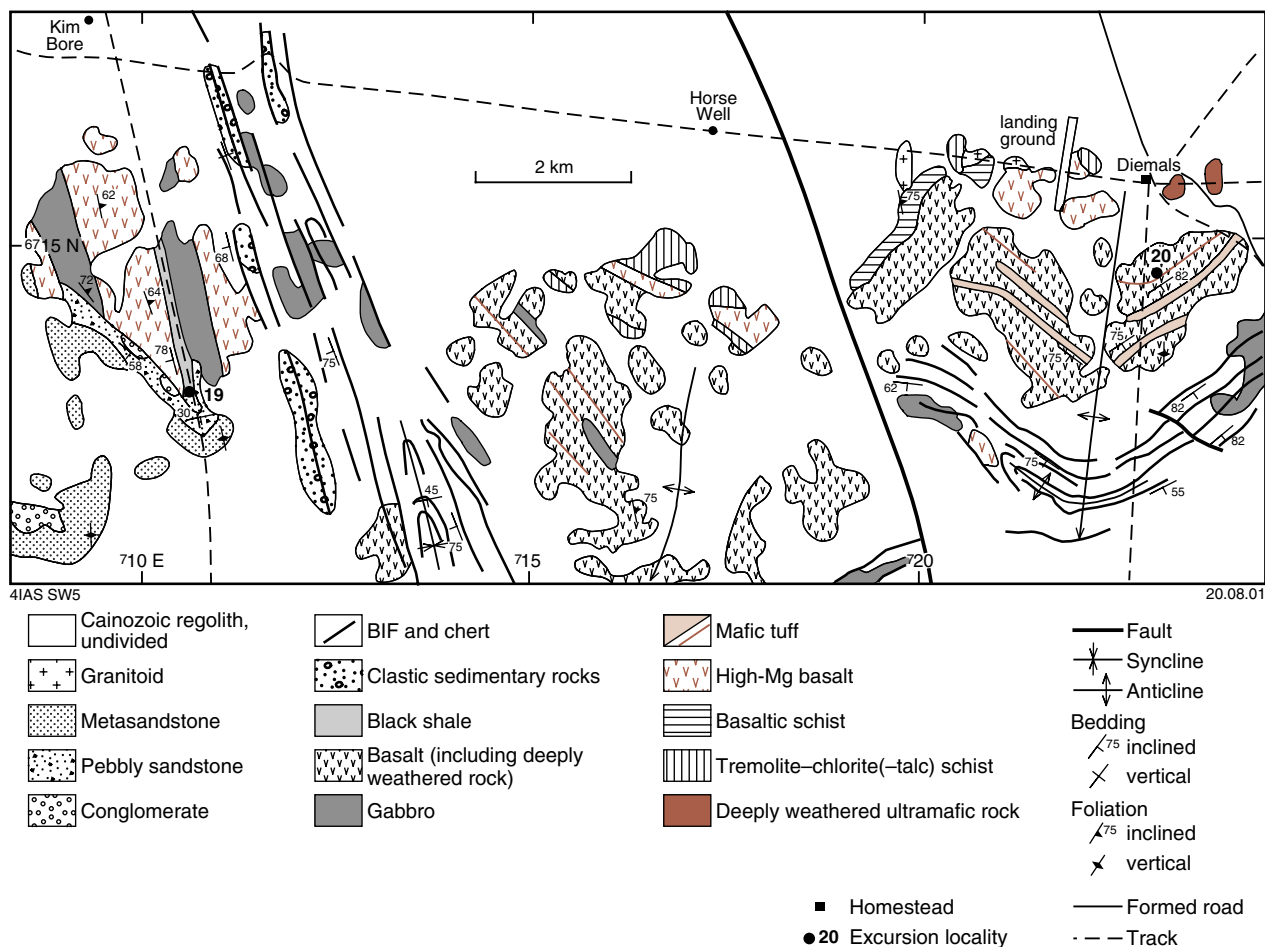 Kim
Bore
Horse
Well
landing
ground
Diemals
2 km
62
75
6715 N
68
20
82
72
64
75
75
78
58
75
19
30
62
82
82
75
45
75
75
55
710 E
715
720
4IAS SW5
20.08.01
Cainozoic regolith,
undivided
Granitoid
Metasandstone
Pebbly sandstone
Conglomerate
BIF and chert
Clastic sedimentary rocks
Black shale
Basalt (including deeply
weathered rock)
Gabbro
Mafic tuff
High-Mg basalt
Basaltic schist
Tremolite–chlorite(–talc) schist
Deeply weathered ultramafic rock
Fault
Syncline
Anticline
Bedding
75 inclined
vertical
Foliation
75 inclined
vertical
Homestead
20 Excursion locality
Formed road
Track